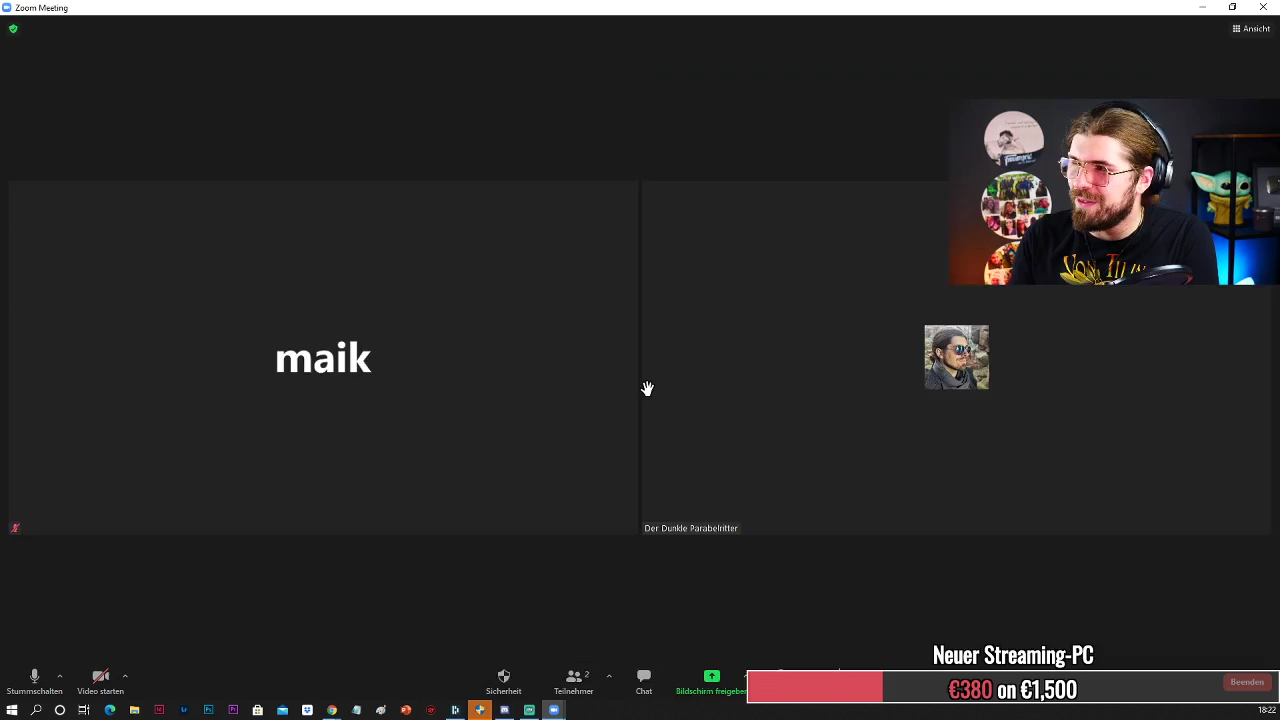 Zoom Meeting
Ansicht
maik
Der Dunkle Parabelritter
Neuer Streaming-PC
€380 on €1,500
Beenden
Stummschalten
Video starten
Sicherheit
2
Teilnehmer
Chat
Bildschirm freigeben
18:22